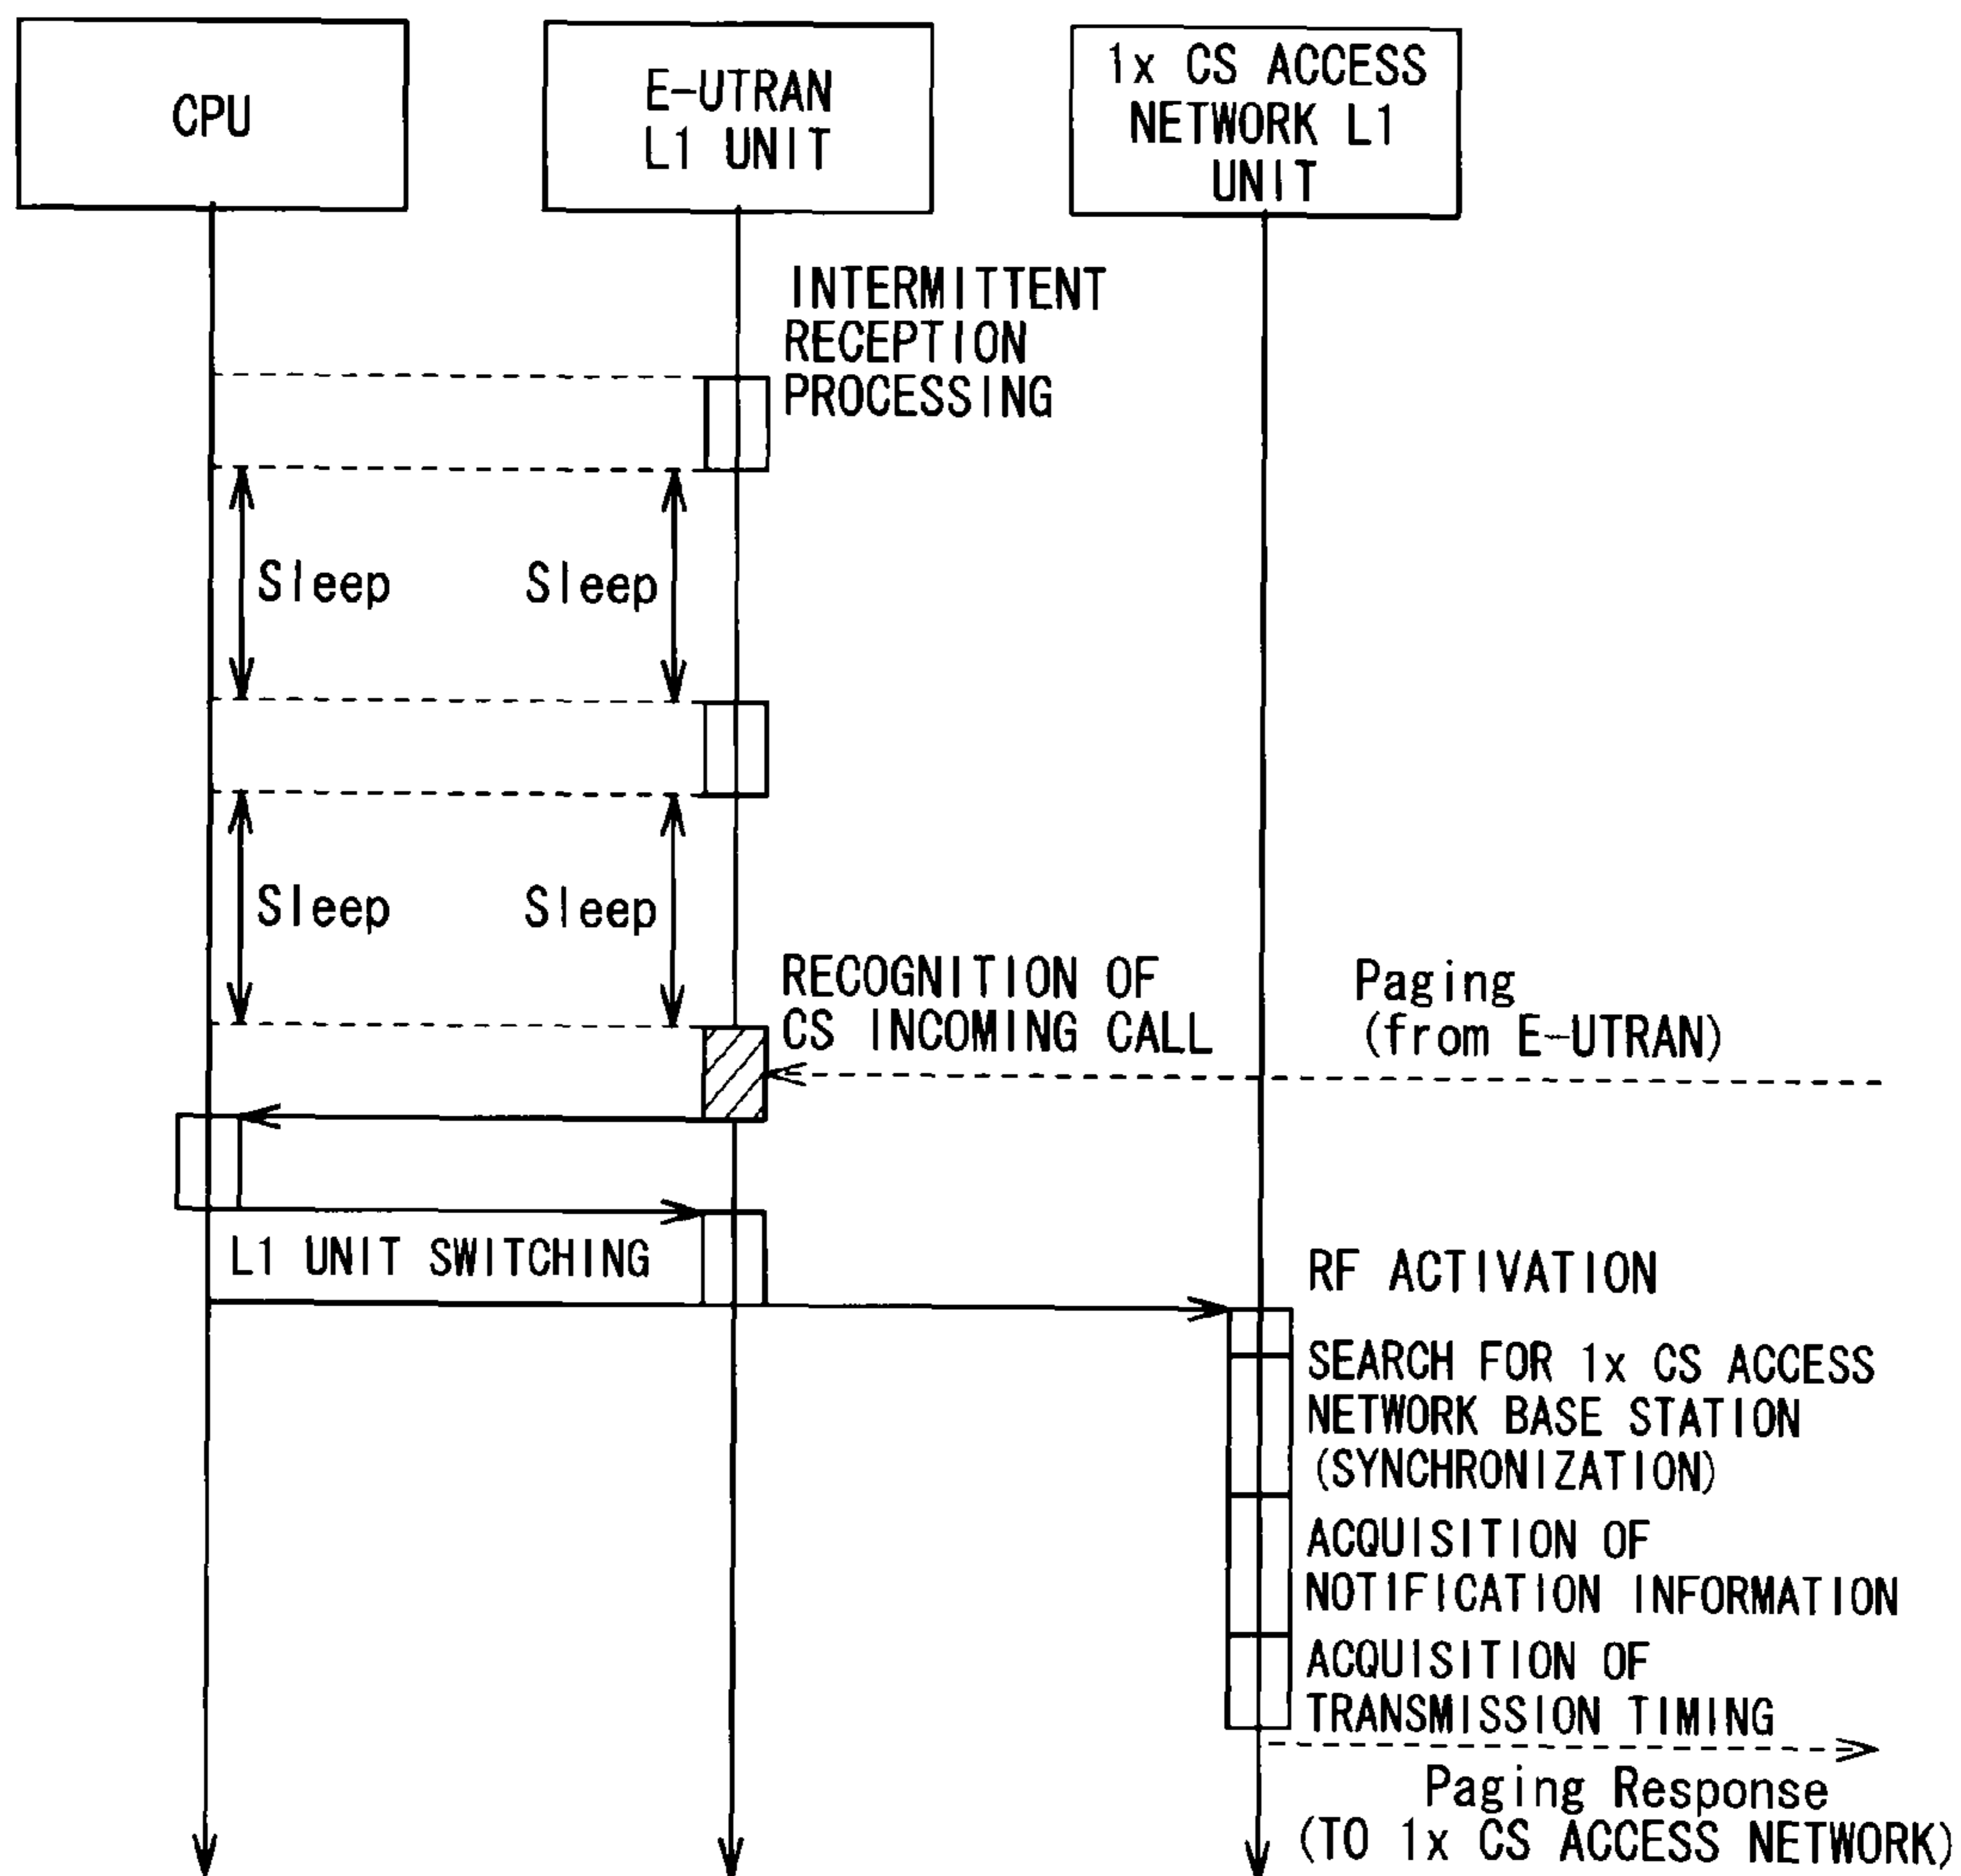 CPU
E-UTRAN
L1 UNIT
1x CS ACCESS
NETWORK L1
UNIT
INTERMITTENT
RECEPTION
PROCESSING
Sleep
Sleep
Sleep
Sleep
RECOGNITION OF
CS INCOMING CALL
Paging
(from E-UTRAN)
L1 UNIT SWITCHING
RF ACTIVATION
SEARCH FOR 1x CS ACCESS
NETWORK BASE STATION
(SYNCHRONIZATION)
ACQUISITION OF
NOTIFICATION INFORMATION
ACQUISITION OF
TRANSMISSION TIMING
Paging Response
(TO 1x CS ACCESS NETWORK)